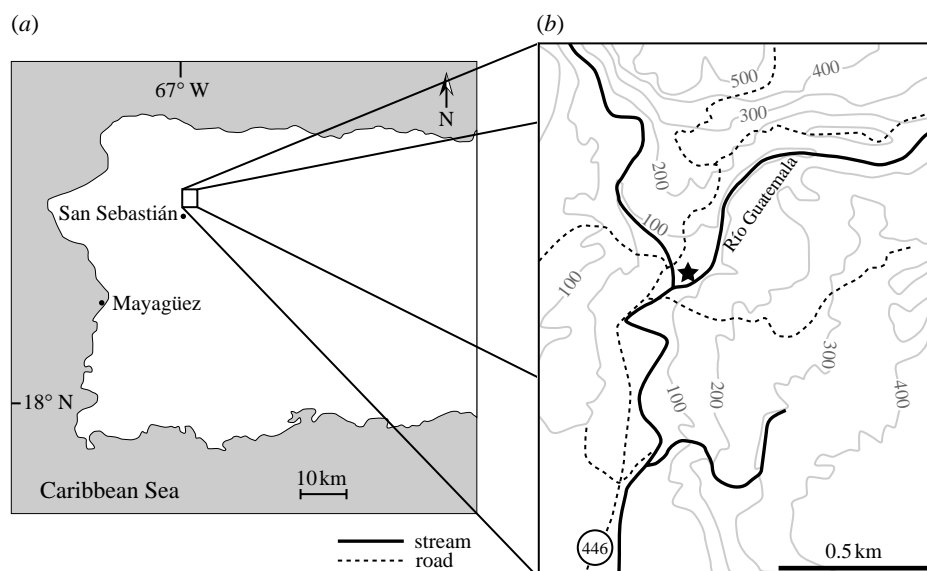 (a)
67° W
N
San Sebastián
Mayagüez
18° N
Caribbean Sea
10 km
stream
road
(b)
500
400
300
200
100
Río Guatemala
100
300
100
200
400
446
0.5 km